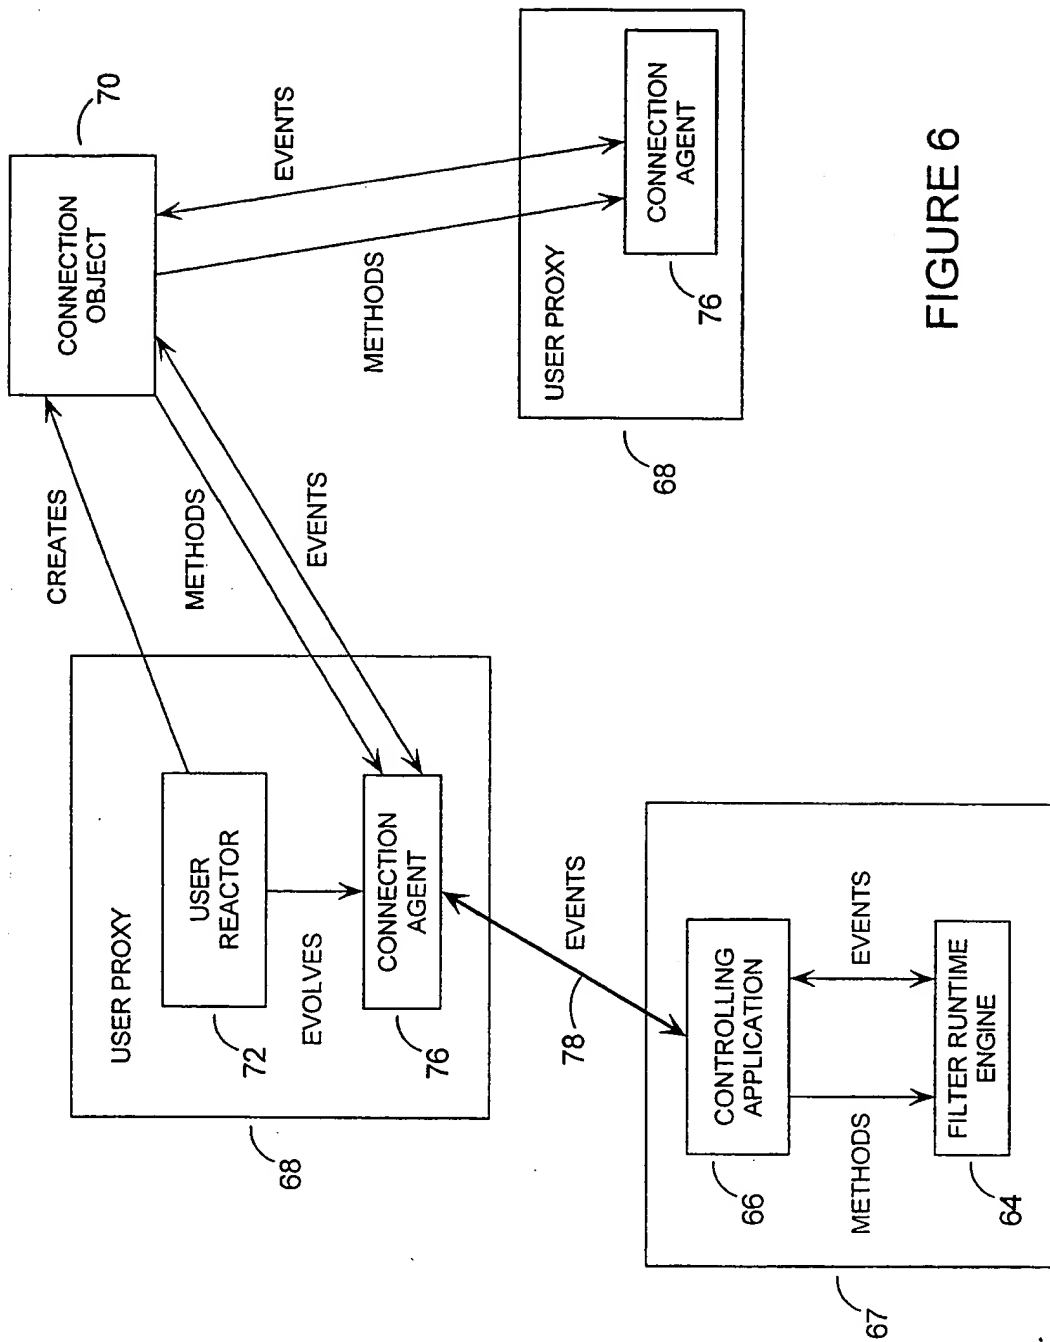 CONNECTION
OBJECT
70
CREATES
METHODS
EVENTS
EVENTS
METHODS
USER PROXY
USER
REACTOR
72
EVOLVES
CONNECTION
AGENT
76
68
USER PROXY
CONNECTION
AGENT
76
68
EVENTS
78
CONTROLLING
APPLICATION
66
METHODS
EVENTS
FILTER RUNTIME
ENGINE
64
67
FIGURE 6